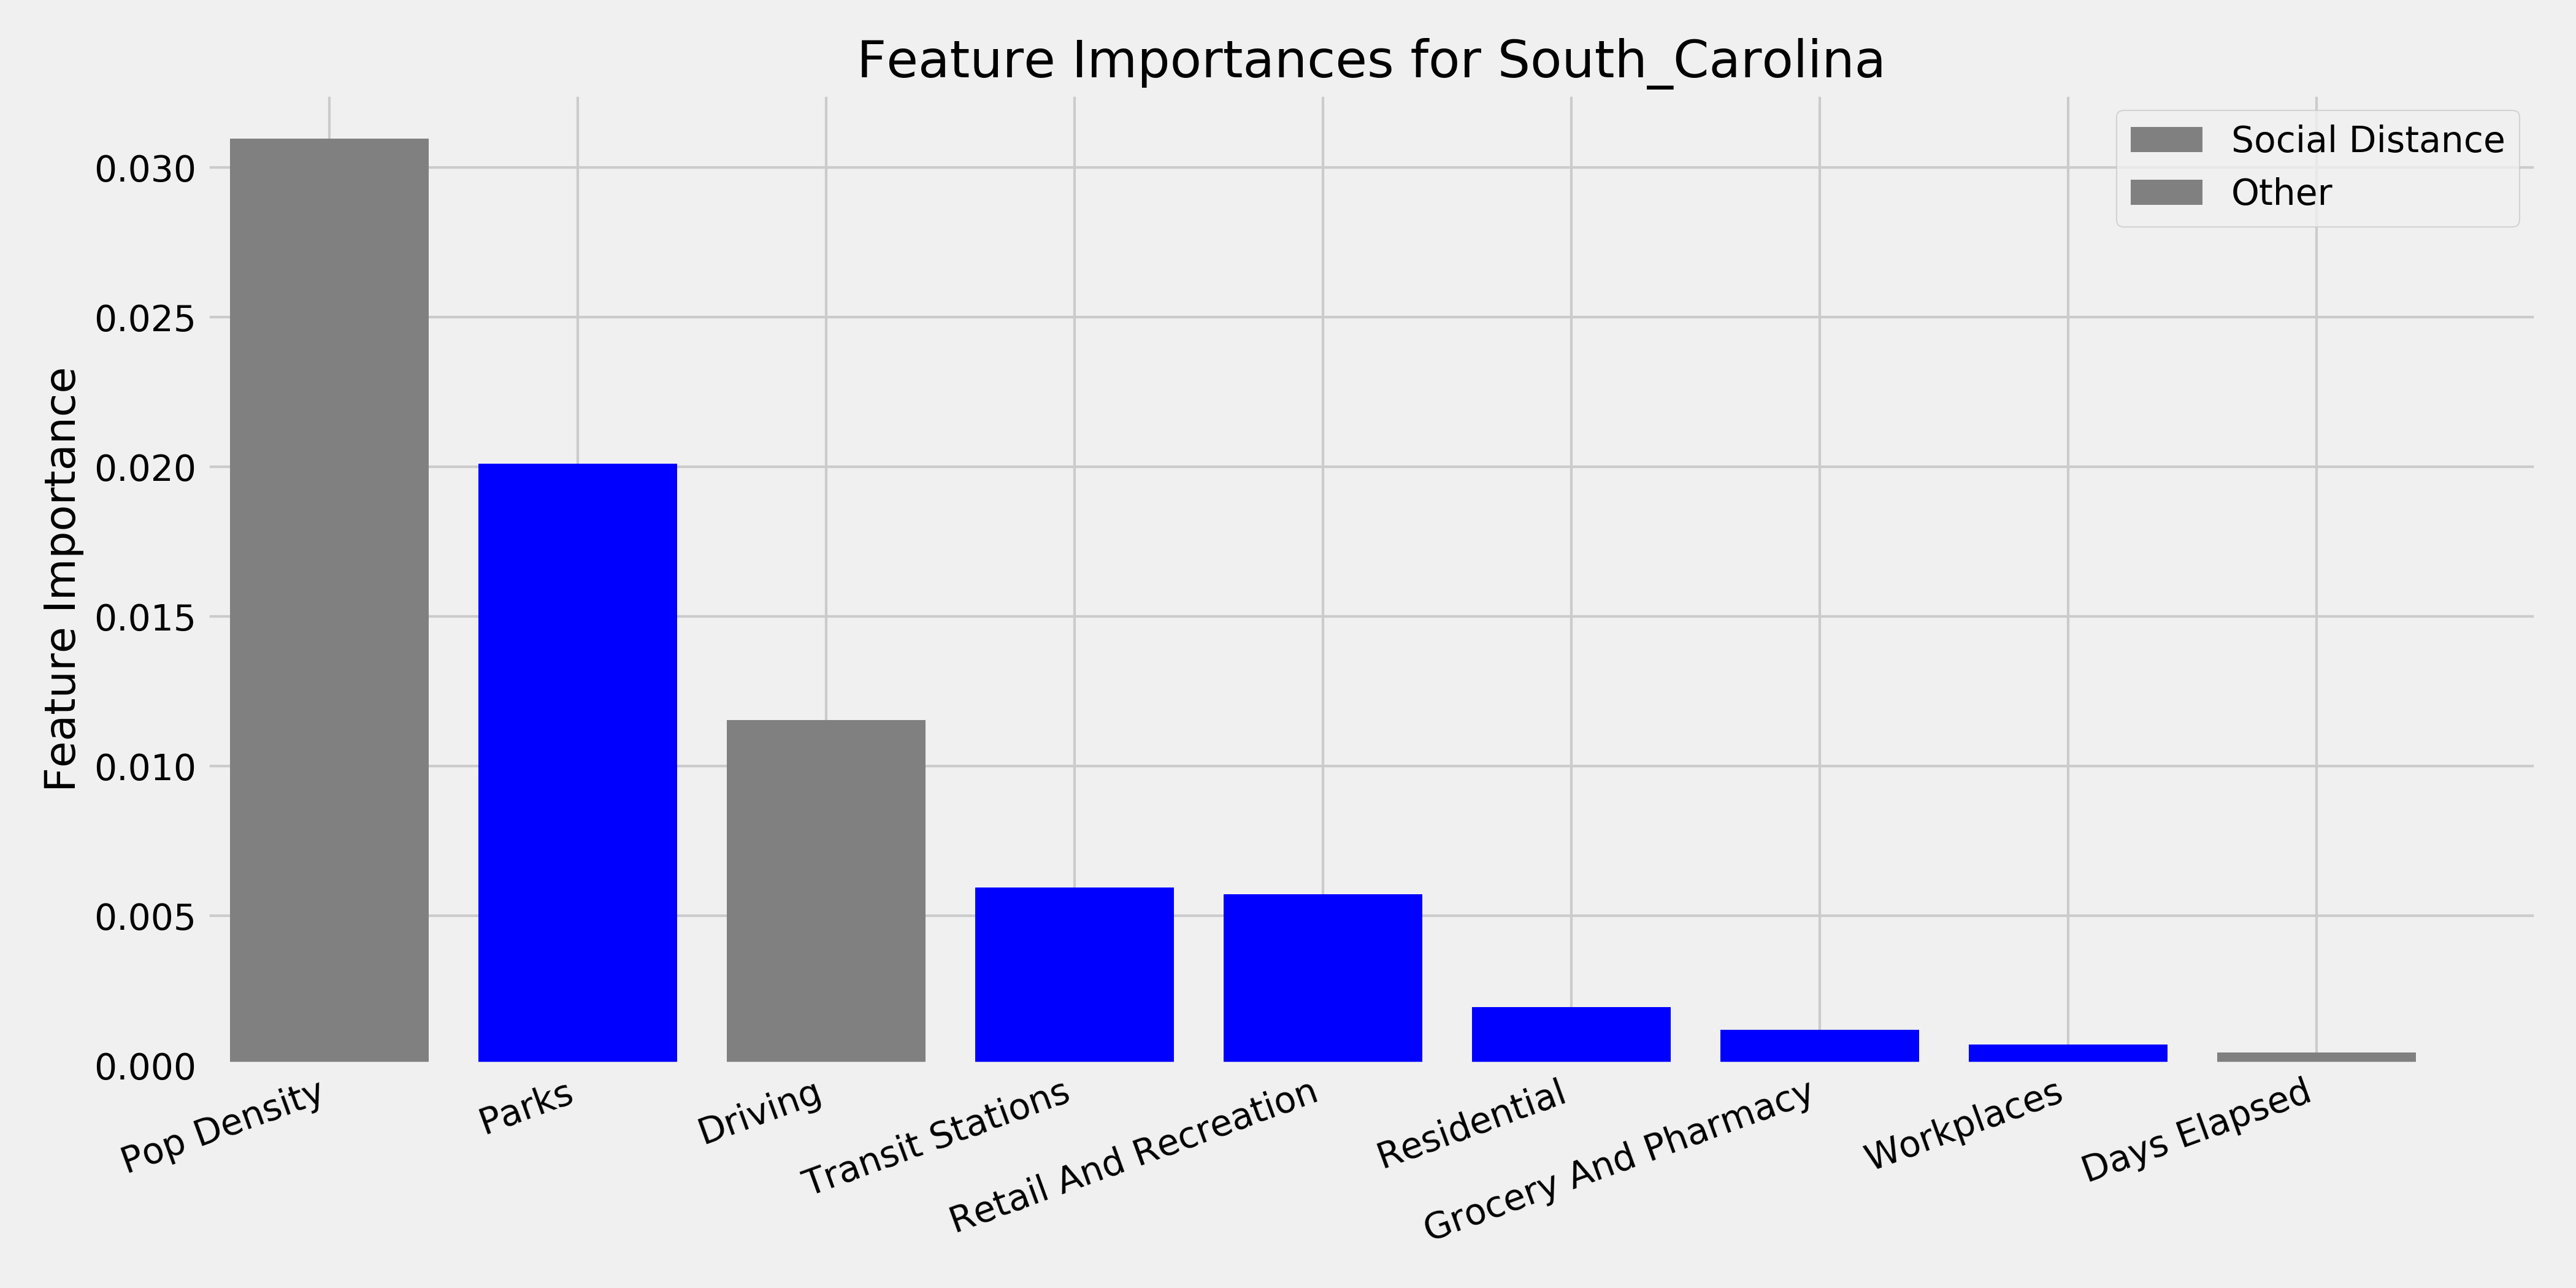 Feature Importances for South_Carolina
Social Distance
Other
Feature Importance
0.030
0.025
0.020
0.015
0.010
0.005
0.000
Pop Density
Parks
Driving
Transit Stations
Retail And Recreation
Residential
Grocery And Pharmacy
Workplaces
Days Elapsed